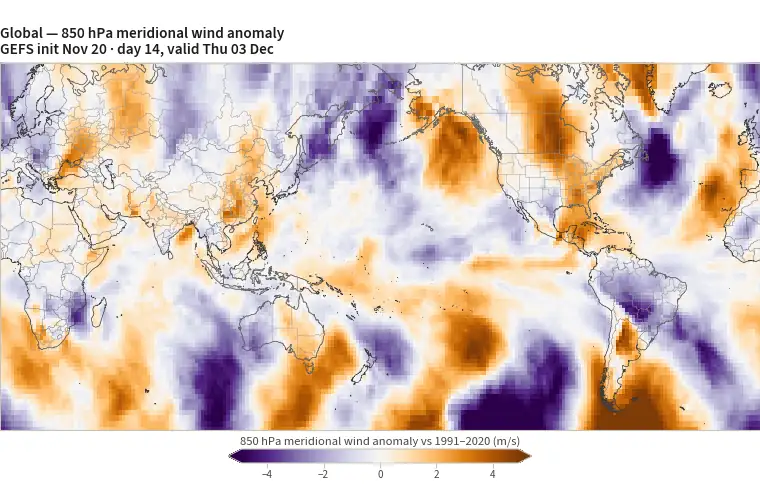 Global — 850 hPa meridional wind anomaly
GEFS init Nov 20 · day 14, valid Thu 03 Dec
850 hPa meridional wind anomaly vs 1991–2020 (m/s)
−4 −2 0 2 4